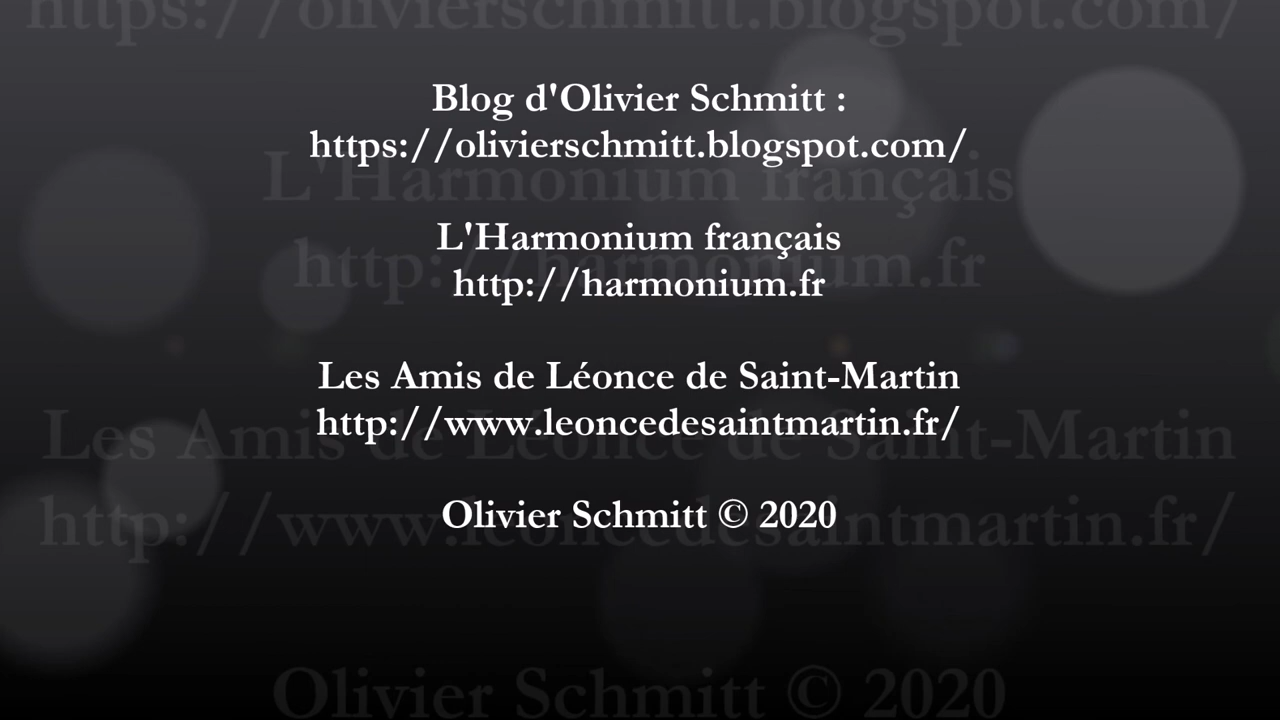 Blog d'Olivier Schmitt :
https://olivierschmitt.blogspot.com/
L'Harmonium français
http://harmonium.fr
Les Amis de Léonce de Saint-Martin
http://www.leoncedesaintmartin.fr/
Olivier Schmitt © 2020